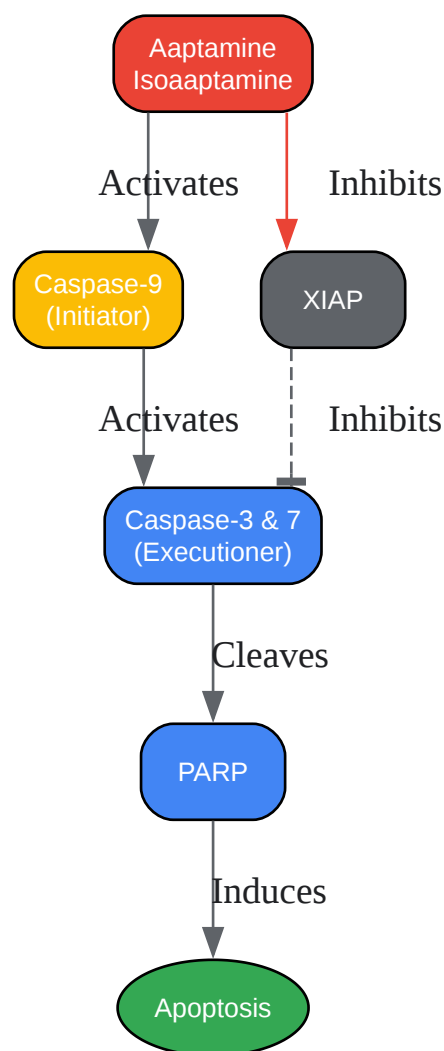 Aaptamine
Isoaaptamine
Activates
Inhibits
Caspase-9
(Initiator)
XIAP
Activates
Inhibits
Caspase-3 & 7
(Executioner)
Cleaves
PARP
Induces
Apoptosis